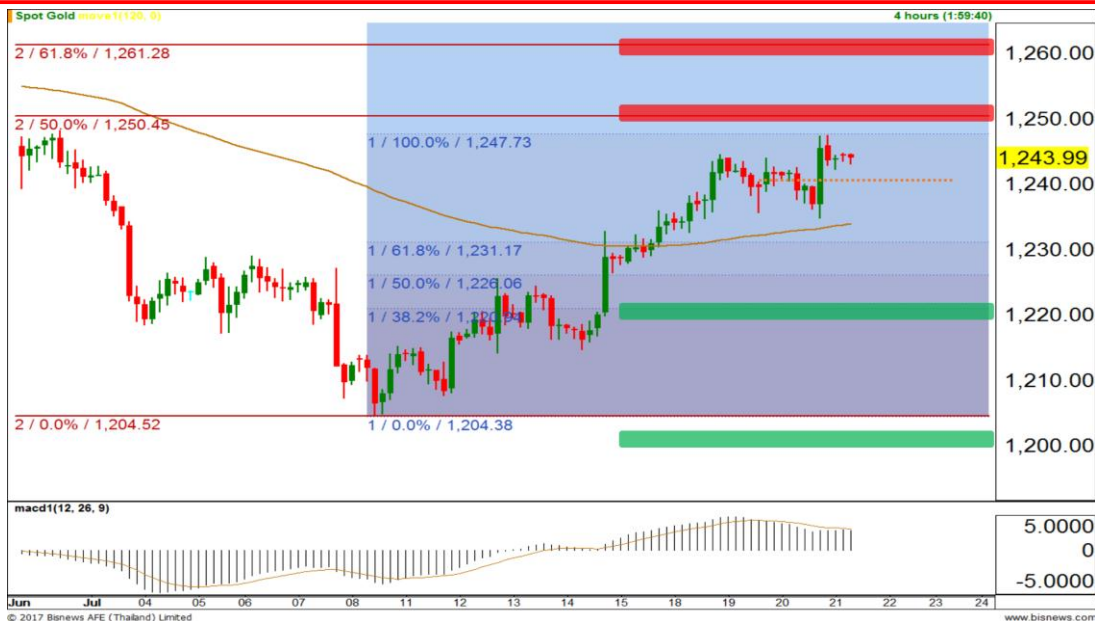 Spot Gold mave1(120, 0) 4 hours (1:59:40)
2 / 61.8% / 1,261.28
1,260.00
2 / 50.0% / 1,250.45
1,250.00
1 / 100.0% / 1,247.73
1,243.99
1,240.00
1 / 61.8% / 1,231.17
1,230.00
1 / 50.0% / 1,226.06
1 / 38.2% /
1,220.00
1,210.00
2 / 0.0% / 1,204.52
1 / 0.0% / 1,204.38
1,200.00
macd1(12, 26, 9)
5.0000
0
-5.0000
Jun Jul 04 05 06 07 08 11 12 13 14 15 18 19 20 21 22 23 24
© 2017 Bisnews AFE (Thailand) Limited www.bisnews.com